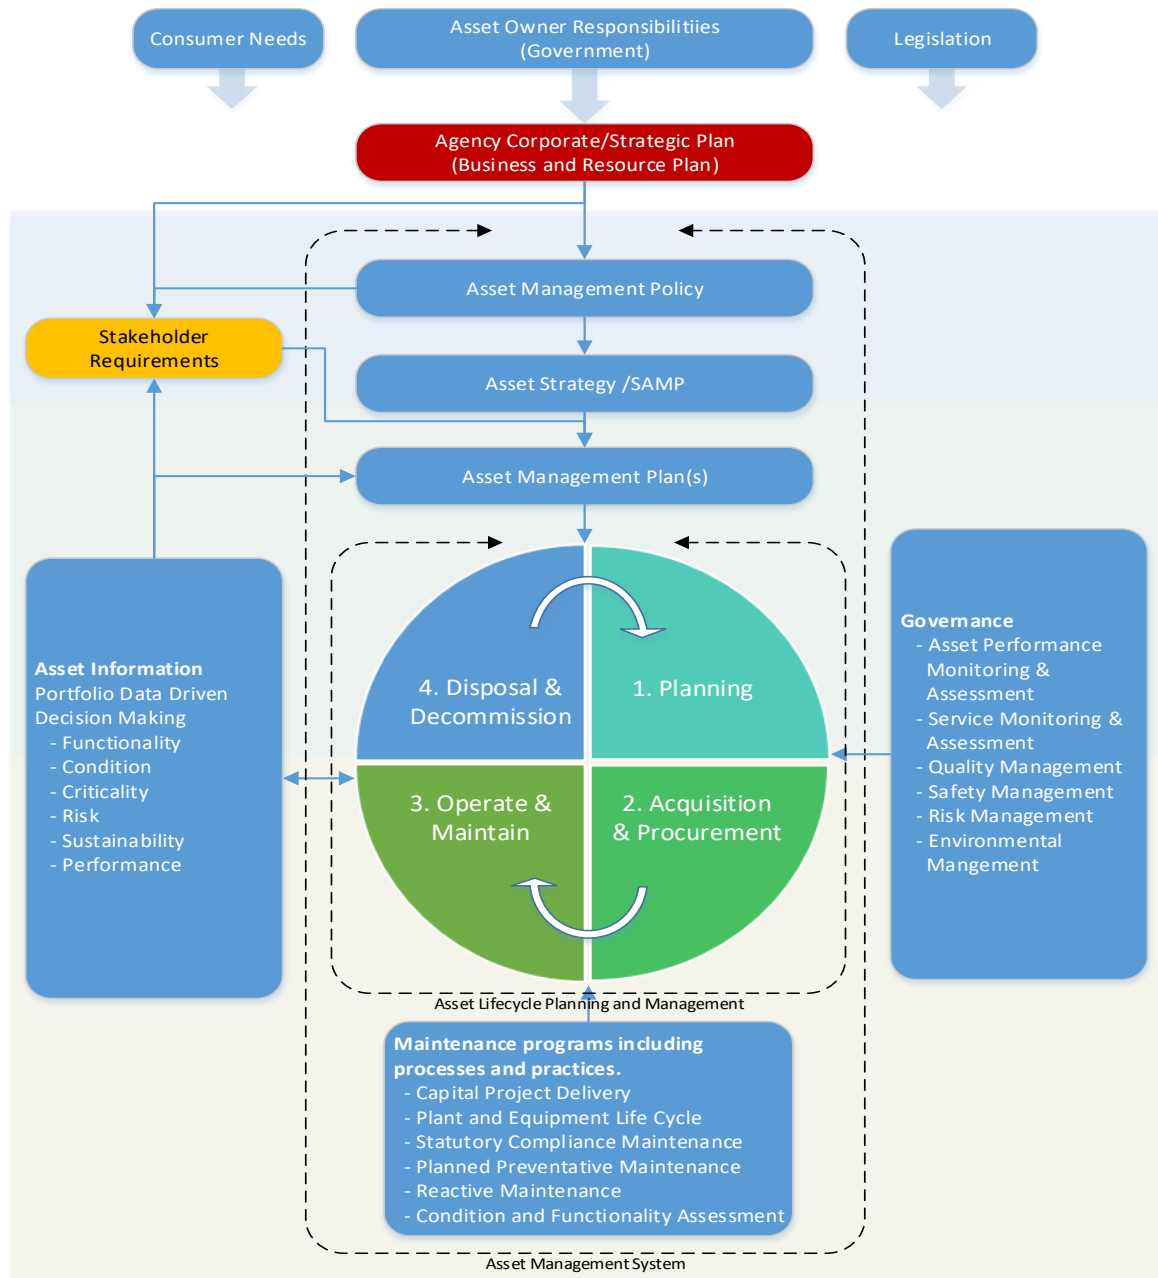 Consumer Needs
Asset Owner Responsibilitiies
(Government)
Legislation
Agency Corporate/Strategic Plan
(Business and Resource Plan)
Asset Management Policy
Stakeholder
Requirements
Asset Strategy /SAMP
Asset Management Plan(s)
Asset Information
Portfolio Data Driven
Decision Making
- Functionality
- Condition
- Criticality
- Risk
- Sustainability
- Performance
4. Disposal &
Decommission
1. Planning
3. Operate &
Maintain
2. Acquisition
& Procurement
Governance
- Asset Performance
Monitoring &
Assessment
- Service Monitoring &
Assessment
- Quality Management
- Safety Management
- Risk Management
- Environmental
Mangement
Asset Lifecycle Planning and Management
Maintenance programs including
processes and practices.
- Capital Project Delivery
- Plant and Equipment Life Cycle
- Statutory Compliance Maintenance
- Planned Preventative Maintenance
- Reactive Maintenance
- Condition and Functionality Assessment
Asset Management System